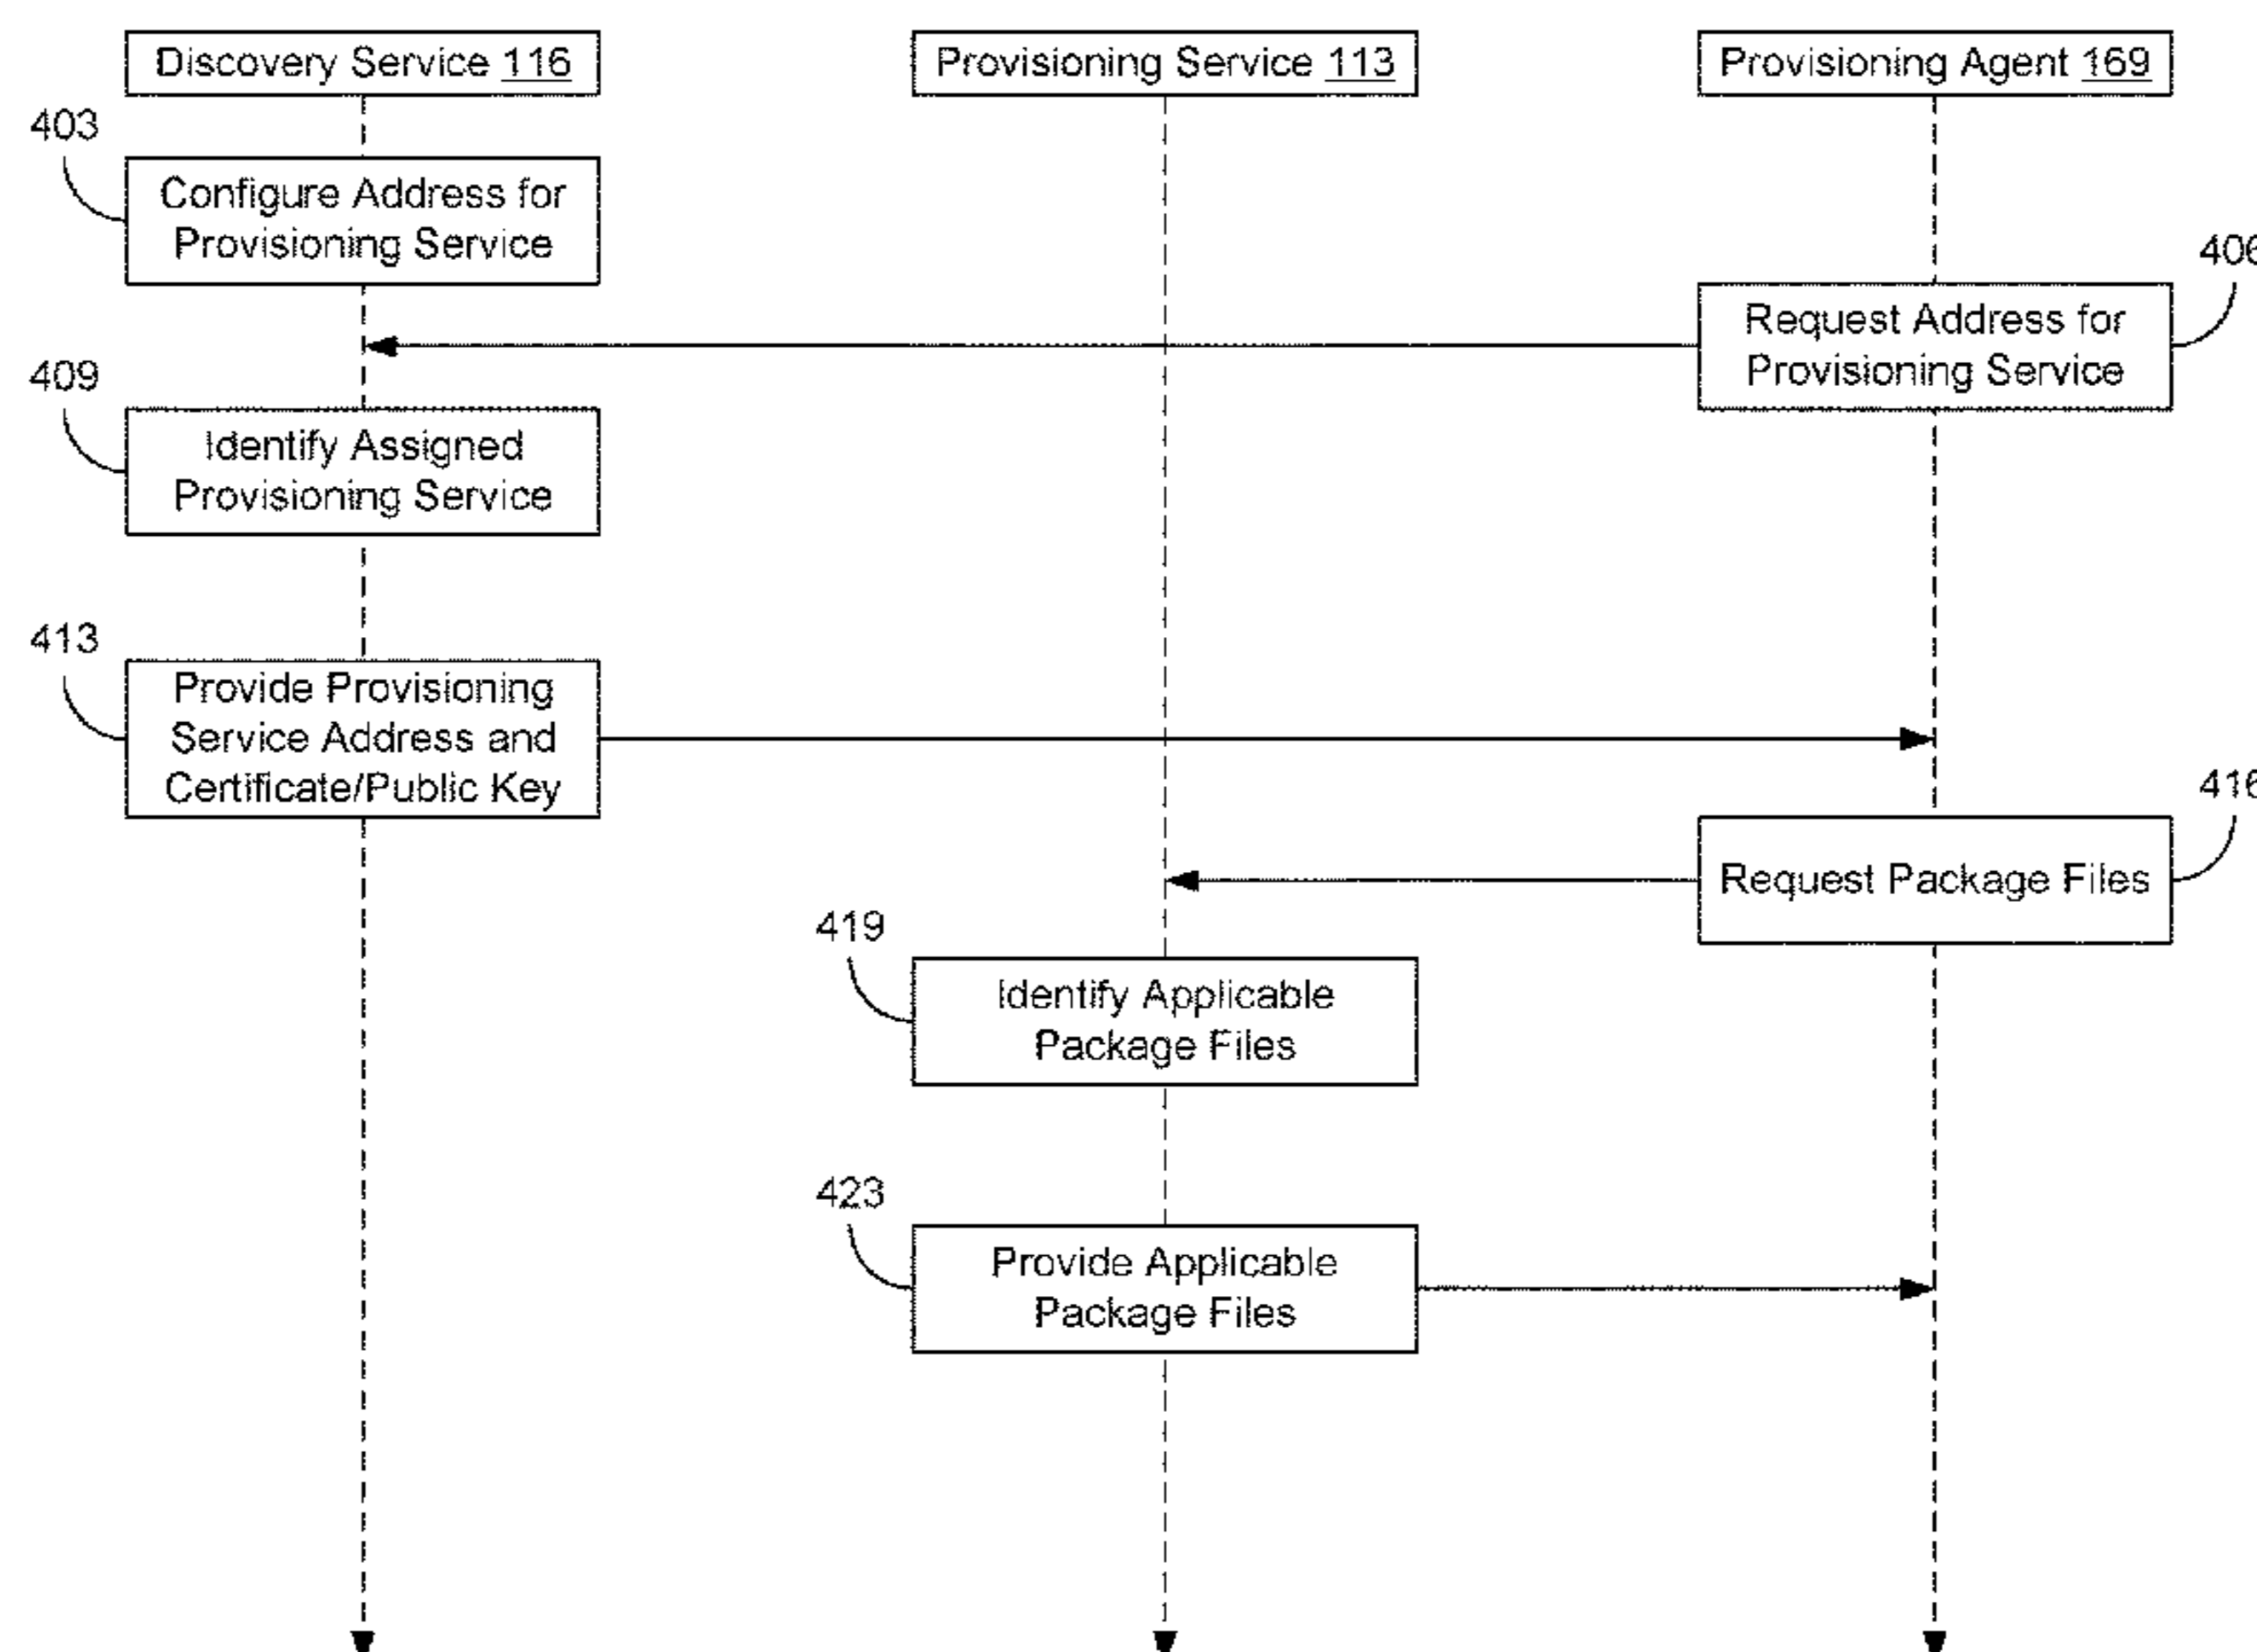 Discovery Service 116
Provisioning Service 113
Provisioning Agent 169
403
Configure Address for
Provisioning Service
406
Request Address for
Provisioning Service
409
Identify Assigned
Provisioning Service
413
Provide Provisioning
Service Address and
Certificate/Public Key
416
Request Package Files
419
Identify Applicable
Package Files
423
Provide Applicable
Package Files